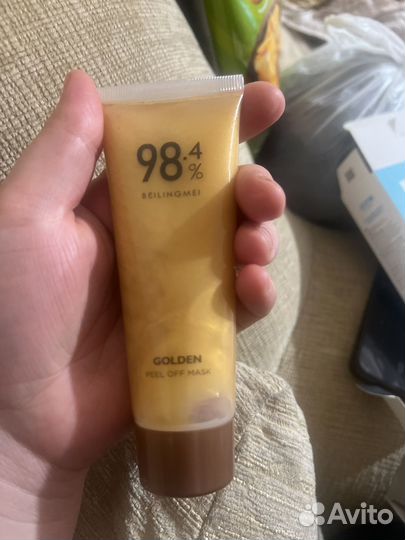 98.4%
BEILINGMEI
GOLDEN
PEEL OFF MASK
Avito